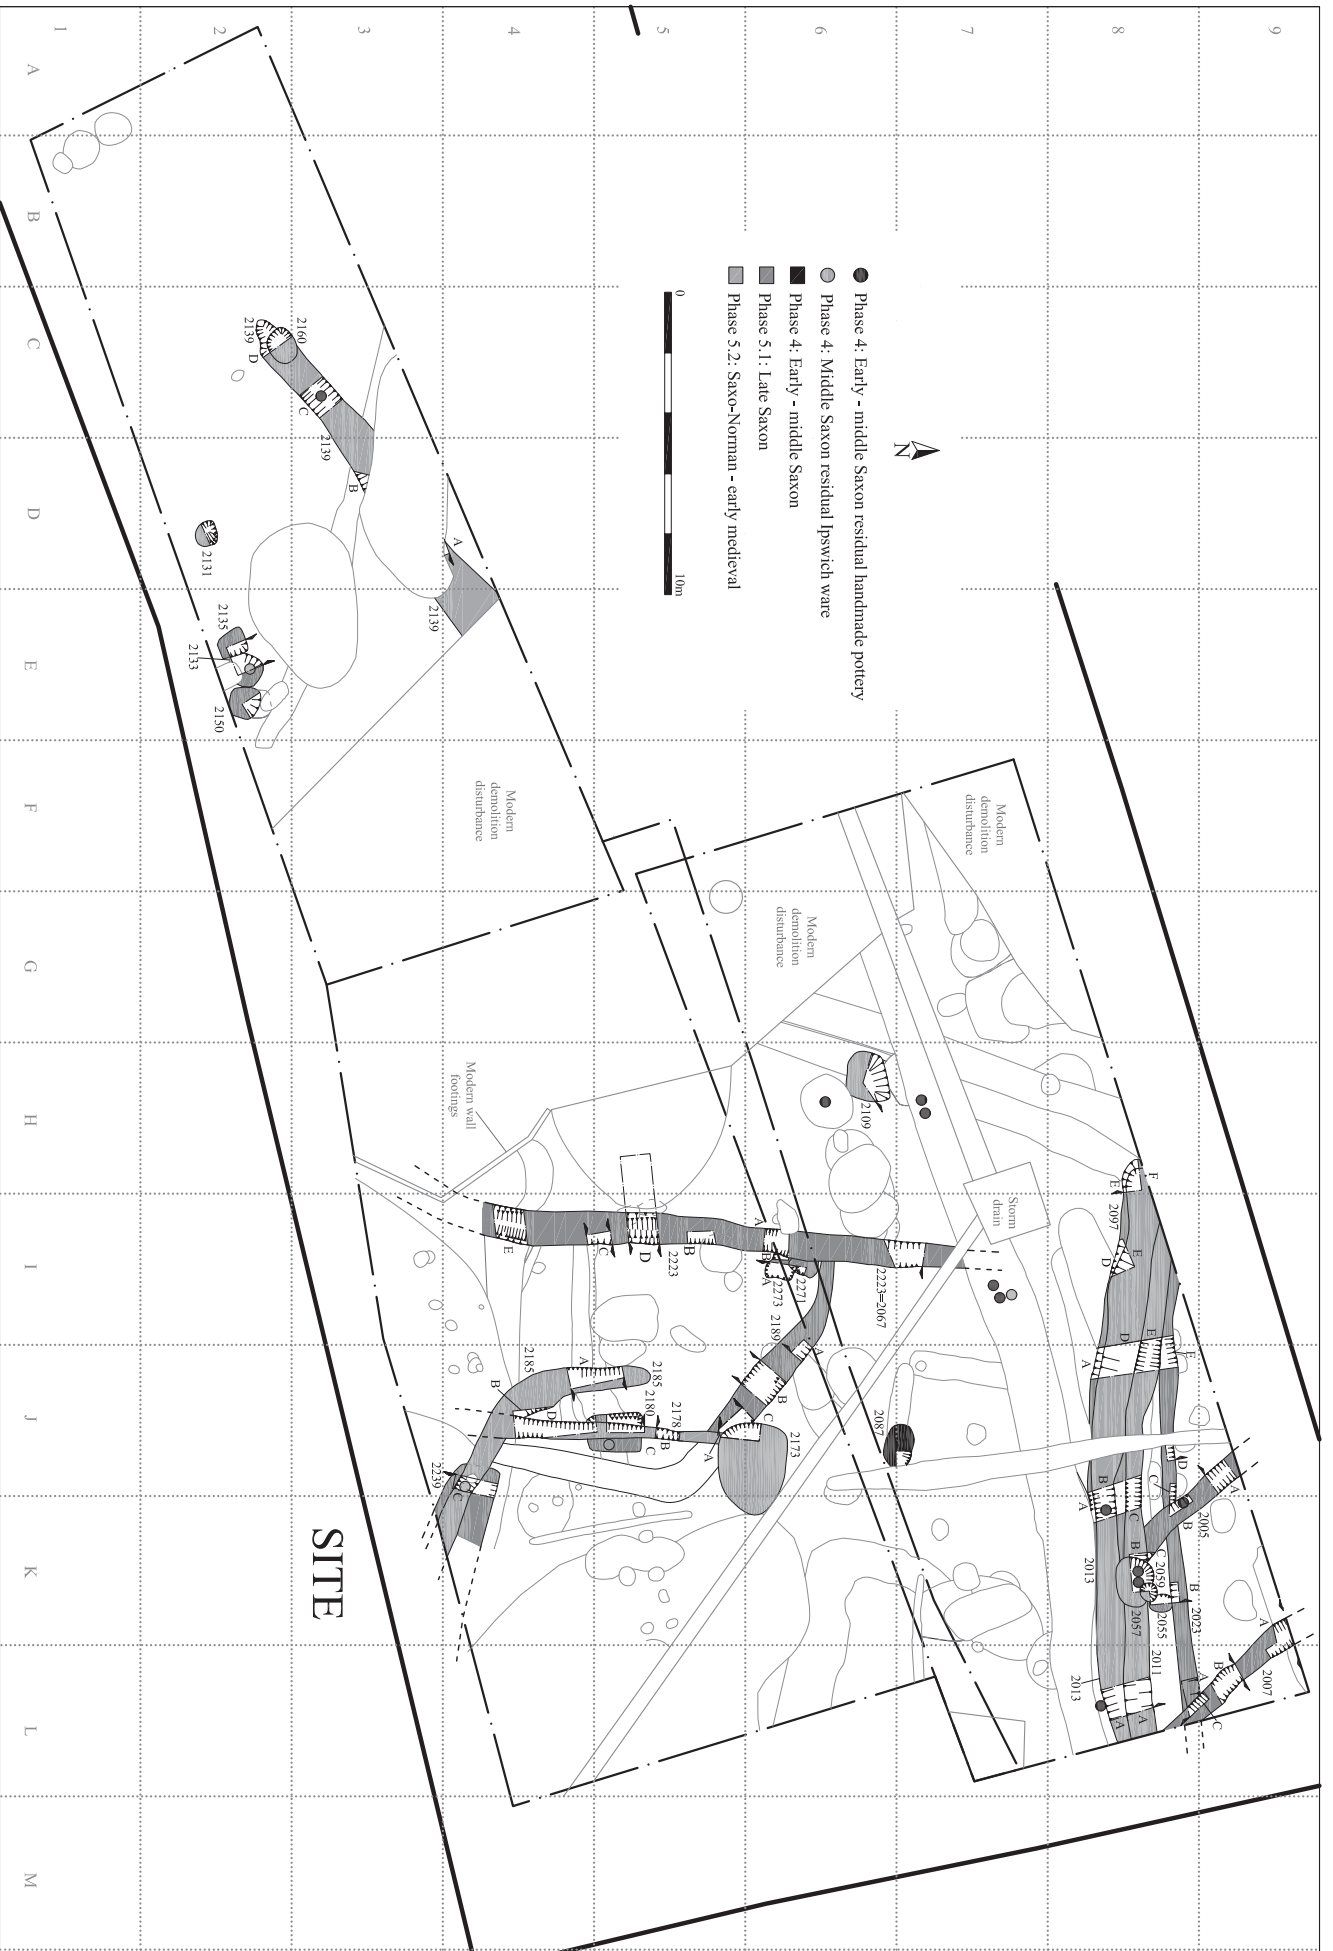 1
2
3
4
5
6
7
8
9
A
B
C
D
E
F
G
H
I
J
K
L
M
N
Phase 4: Early - middle Saxon residual handmade pottery
Phase 4: Middle Saxon residual Ipswich ware
Phase 4: Early - middle Saxon
Phase 5.1: Late Saxon
Phase 5.2: Saxo-Norman - early medieval
0
10m
2160
2139
D
C
2139
B
A
2139
2131
2135
2133
2150
Modern
demolition
disturbance
Modern
demolition
disturbance
Modern
demolition
disturbance
Modern wall
footings
Storm
drain
2109
F
E
2097
E
D
E
D
E
A
A
B
C
D
C
B
A
2005
2013
B
C
2059
2055
2057
B
2023
A
B
2007
2011
2013
A
A
A
C
2087
2223=2067
A
B
A
2271
2273
B
2223
D
C
E
2189
A
B
C
2173
A
B
2178
C
2180
2185
A
2185
B
D
2239
C
SITE